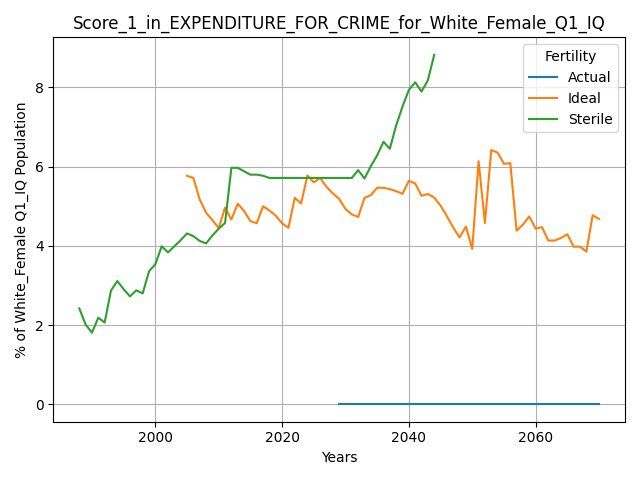 Score_1_in_EXPENDITURE_FOR_CRIME_for_White_Female_Q1_IQ
% of White_Female Q1_IQ Population
8
6
4
2
0
Fertility
Actual
Ideal
Sterile
2000 2020 2040 2060
Years